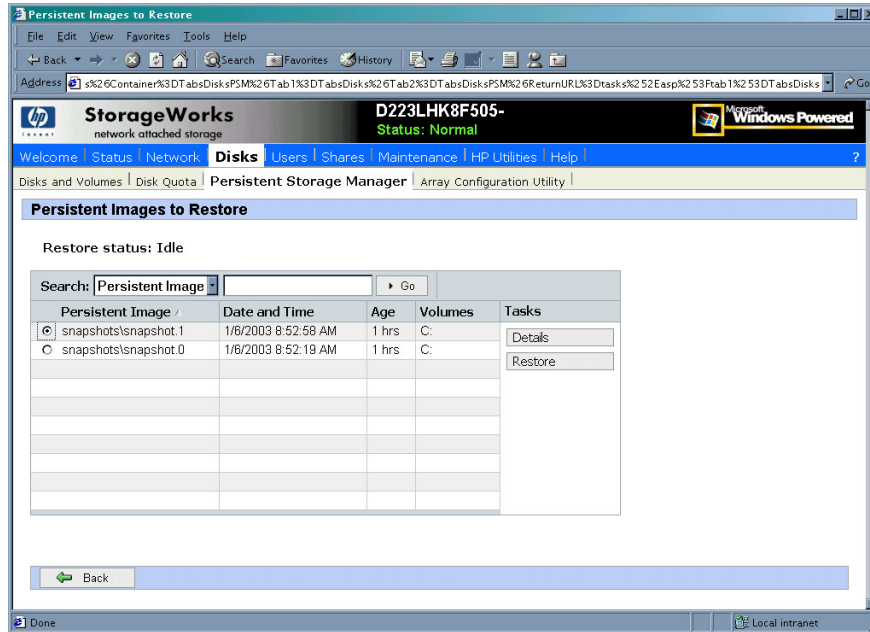 Persistent Images to Restore
File Edit View Favorites Tools Help
Back Search Favorites History
Address s%26Container%3DTabsDisksPSM%26Tab1%3DTabsDisks%26Tab2%3DTabsDisksPSM%26ReturnURL%3Dtasks%252Easp%253Ftab1%253DTabsDisks Go
hp invent StorageWorks D223LHK8F505- Microsoft Windows Powered
network attached storage Status: Normal
Welcome Status Network Disks Users Shares Maintenance HP Utilities Help ?
Disks and Volumes Disk Quota Persistent Storage Manager Array Configuration Utility
Persistent Images to Restore
Restore status: Idle
Search: Persistent Image Go
Persistent Image Date and Time Age Volumes Tasks
snapshots\snapshot.1 1/6/2003 8:52:58 AM 1 hrs C: Details
snapshots\snapshot.0 1/6/2003 8:52:19 AM 1 hrs C: Restore
Back
Done Local intranet